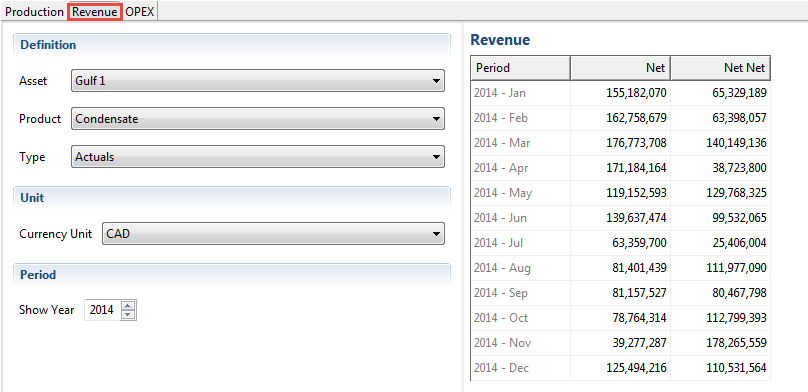 Production Revenue OPEX
Definition
Asset Gulf 1
Product Condensate
Type Actuals
Unit
Currency Unit CAD
Period
Show Year 2014
Revenue
Period Net Net Net
2014 - Jan 155,182,070 65,329,189
2014 - Feb 162,758,679 63,398,057
2014 - Mar 176,773,708 140,149,136
2014 - Apr 171,184,164 38,723,800
2014 - May 119,152,593 129,768,325
2014 - Jun 139,637,474 99,532,065
2014 - Jul 63,359,700 25,406,004
2014 - Aug 81,401,439 111,977,090
2014 - Sep 81,157,527 80,467,798
2014 - Oct 78,764,314 112,799,393
2014 - Nov 39,277,287 178,265,559
2014 - Dec 125,494,216 110,531,564